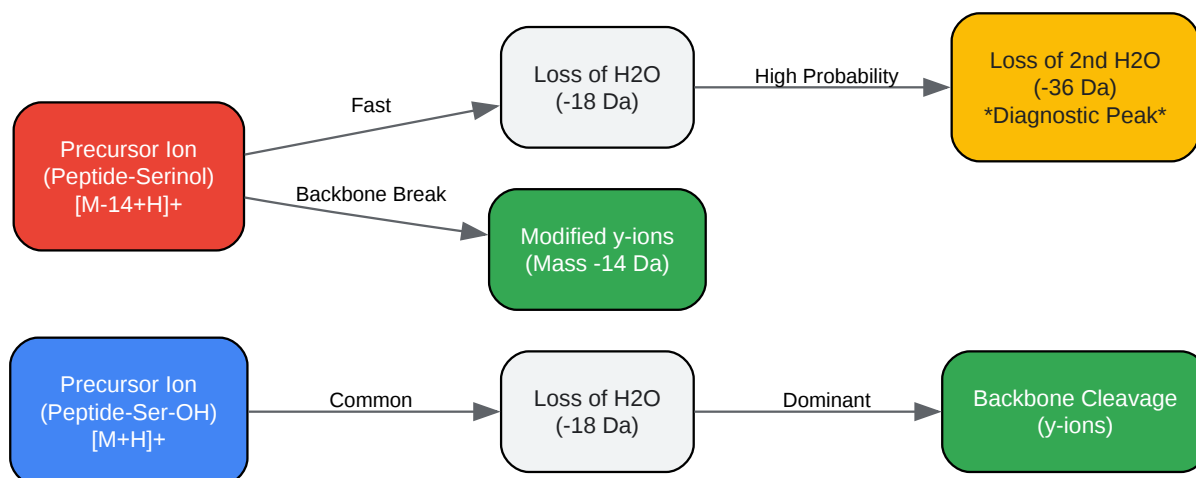 Precursor Ion
(Peptide-Serinol)
[M-14+H]+
Fast
Loss of H2O
(-18 Da)
High Probability
Loss of 2nd H2O
(-36 Da)
*Diagnostic Peak*
Backbone Break
Modified y-ions
(Mass -14 Da)
Precursor Ion
(Peptide-Ser-OH)
[M+H]+
Common
Loss of H2O
(-18 Da)
Dominant
Backbone Cleavage
(y-ions)